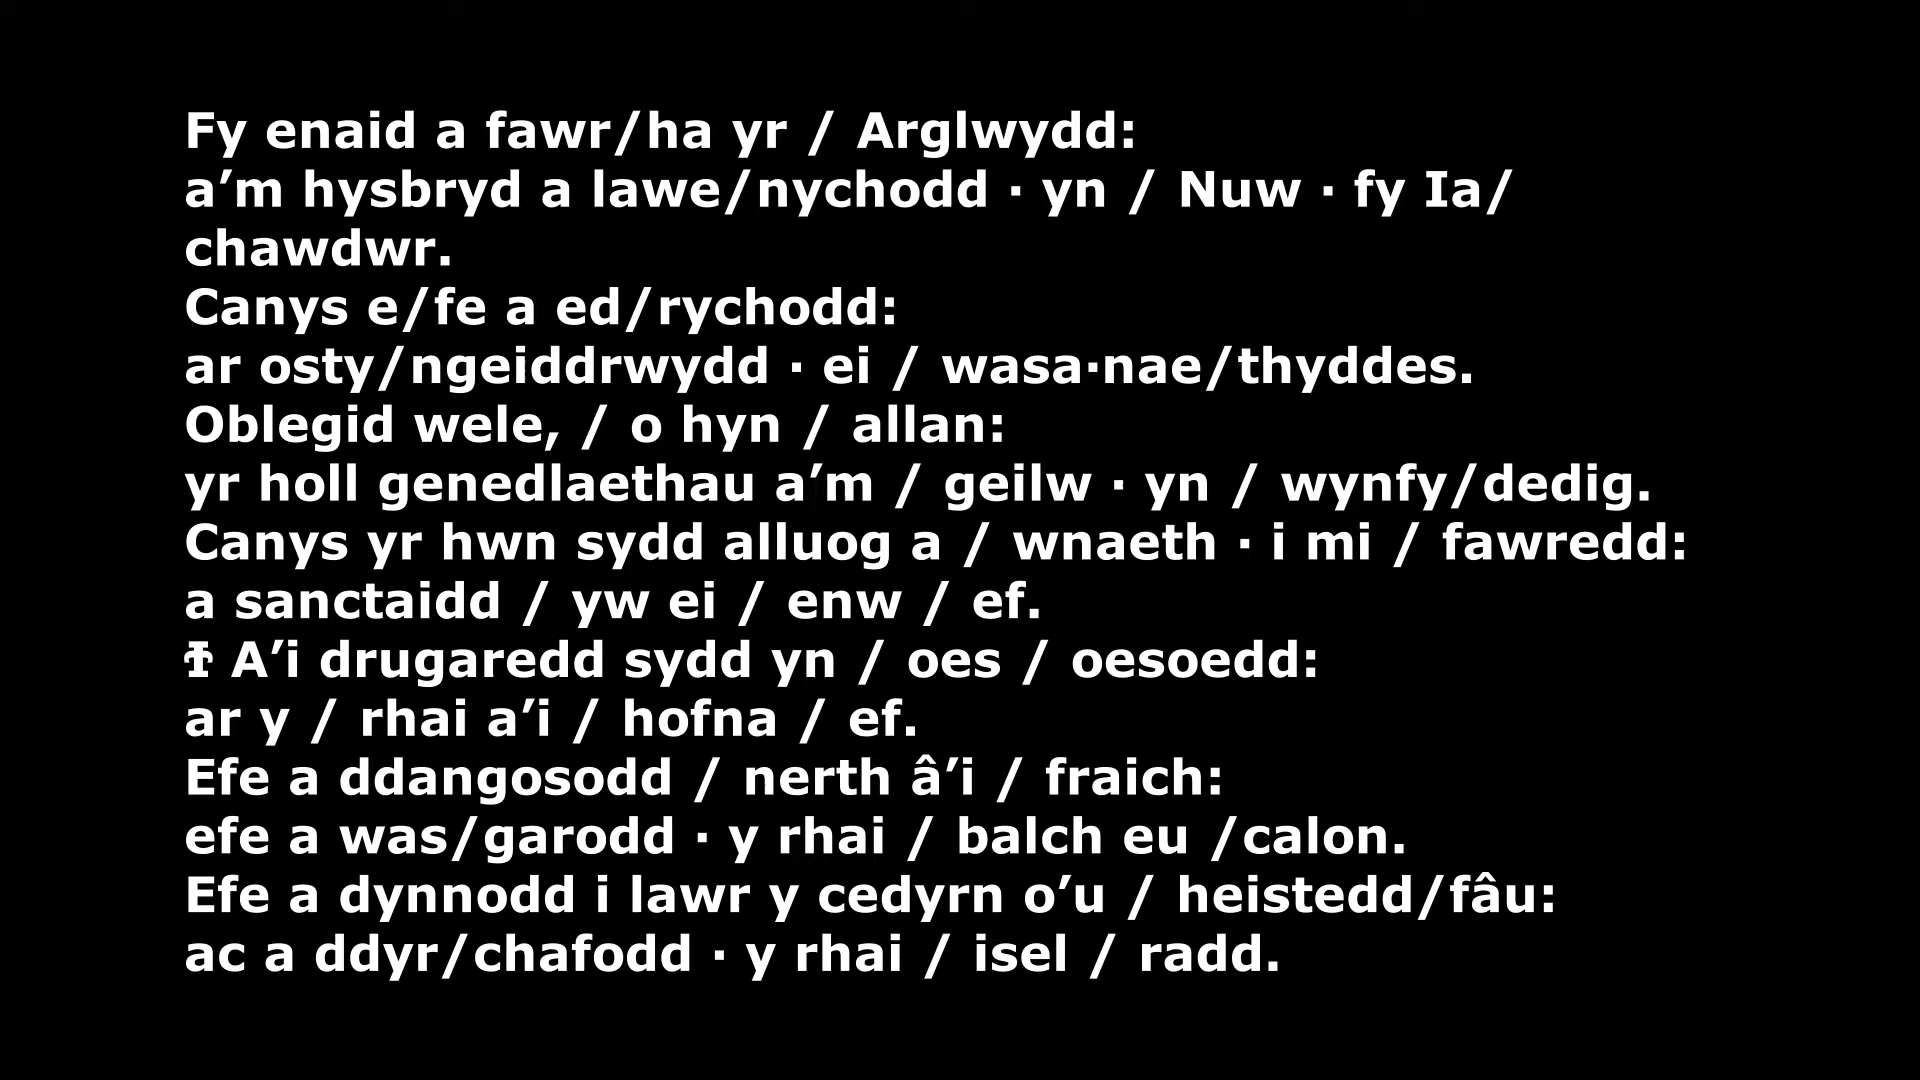 Fy enaid a fawr/ha yr / Arglwydd:
a’m hysbryd a lawe/nychodd · yn / Nuw · fy Ia/
chawdwr.
Canys e/fe a ed/rychodd:
ar osty/ngeiddrwydd · ei / wasa·nae/thyddes.
Oblegid wele, / o hyn / allan:
yr holl genedlaethau a’m / geilw · yn / wynfy/dedig.
Canys yr hwn sydd alluog a / wnaeth · i mi / fawredd:
a sanctaidd / yw ei / enw / ef.
A’i drugaredd sydd yn / oes / oesoedd:
ar y / rhai a’i / hofna / ef.
Efe a ddangosodd / nerth â’i / fraich:
efe a was/garodd · y rhai / balch eu /calon.
Efe a dynnodd i lawr y cedyrn o’u / heistedd/fâu:
ac a ddyr/chafodd · y rhai / isel / radd.